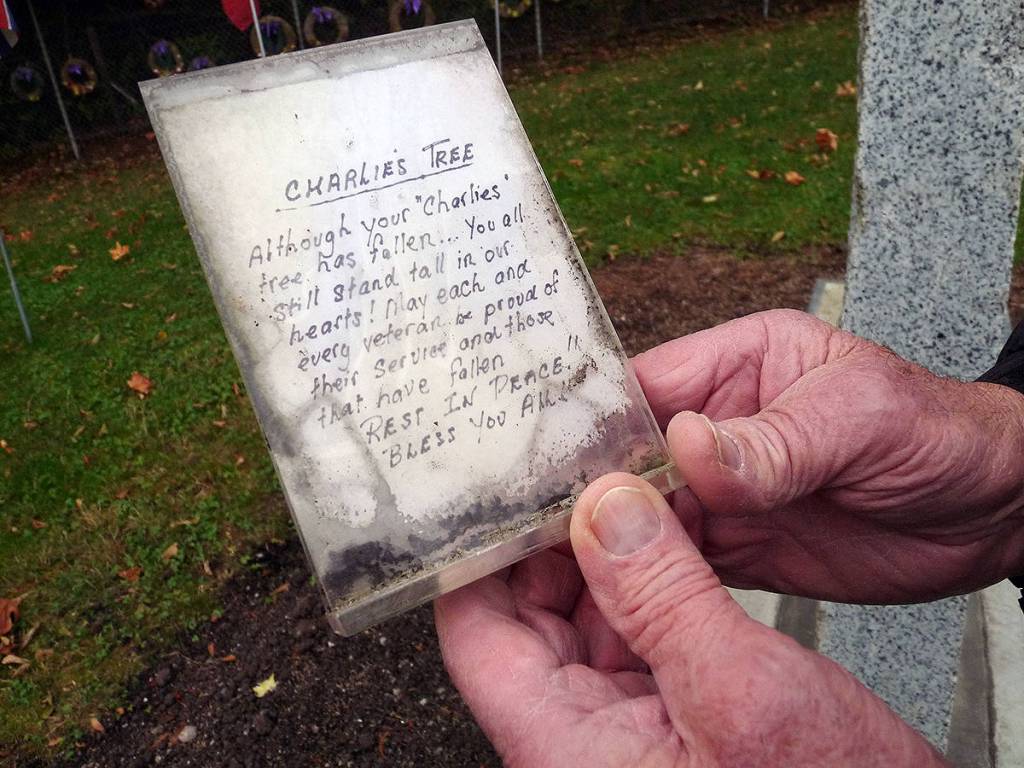 CHARLIE'S TREE
Although your "Charlies'
tree has fallen... You all
Still stand tall in our
hearts! May each and
every veteran be proud of
their service and those
that have fallen
REST IN PEACE."
BLESS YOU ALL.